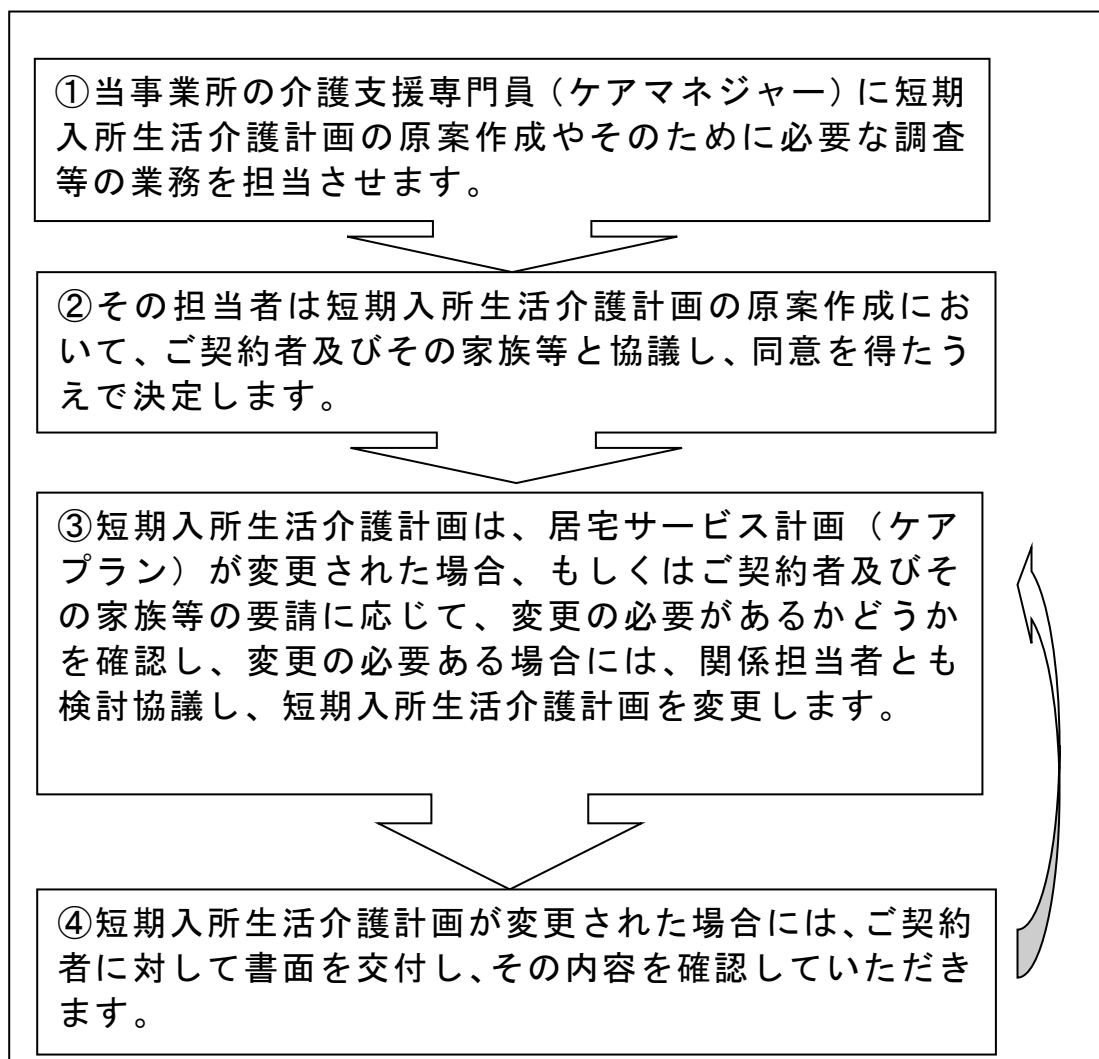 ①当事業所の介護支援専門員（ケアマネジャー）に短期
入所生活介護計画の原案作成やそのために必要な調査
等の業務を担当させます。
②その担当者は短期入所生活介護計画の原案作成にお
いて、ご契約者及びその家族等と協議し、同意を得たう
えで決定します。
③短期入所生活介護計画は、居宅サービス計画（ケア
プラン）が変更された場合、もしくはご契約者及びそ
の家族等の要請に応じて、変更の必要があるかどうか
を確認し、変更の必要ある場合には、関係担当者とも
検討協議し、短期入所生活介護計画を変更します。
④短期入所生活介護計画が変更された場合には、ご契約
者に対して書面を交付し、その内容を確認していただき
ます。